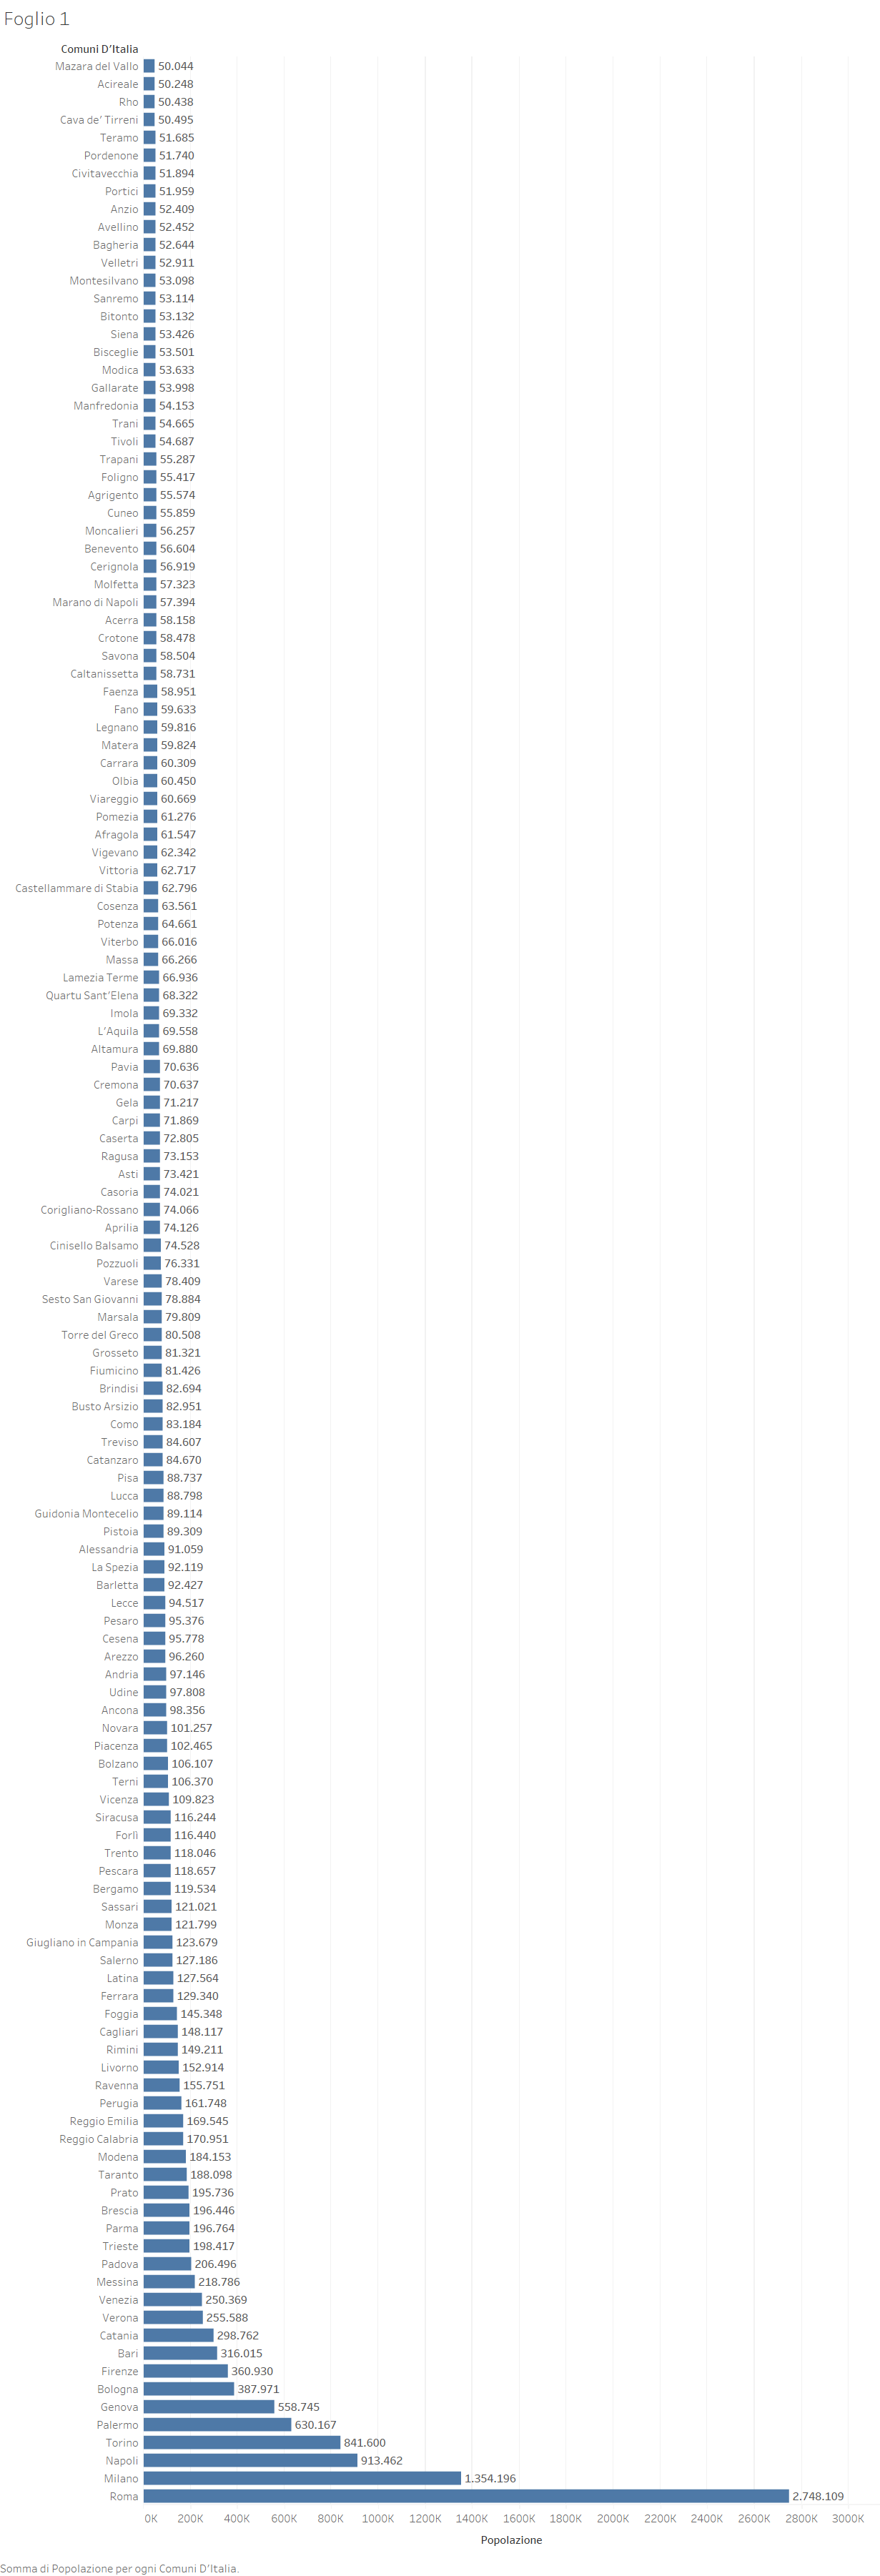 Foglio 1
Comuni D'Italia
Mazara del Vallo 50.044
Acireale 50.248
Rho 50.438
Cava de' Tirreni 50.495
Teramo 51.685
Pordenone 51.740
Civitavecchia 51.894
Portici 51.959
Anzio 52.409
Avellino 52.452
Bagheria 52.644
Velletri 52.911
Montesilvano 53.098
Sanremo 53.114
Bitonto 53.132
Siena 53.426
Bisceglie 53.501
Modica 53.633
Gallarate 53.998
Manfredonia 54.153
Trani 54.665
Tivoli 54.687
Trapani 55.287
Foligno 55.417
Agrigento 55.574
Cuneo 55.859
Moncalieri 56.257
Benevento 56.604
Cerignola 56.919
Molfetta 57.323
Marano di Napoli 57.394
Acerra 58.158
Crotone 58.478
Savona 58.504
Caltanissetta 58.731
Faenza 58.951
Fano 59.633
Legnano 59.816
Matera 59.824
Carrara 60.309
Olbia 60.450
Viareggio 60.669
Pomezia 61.276
Afragola 61.547
Vigevano 62.342
Vittoria 62.717
Castellammare di Stabia 62.796
Cosenza 63.561
Potenza 64.661
Viterbo 66.016
Massa 66.266
Lamezia Terme 66.936
Quartu Sant'Elena 68.322
Imola 69.332
L'Aquila 69.558
Altamura 69.880
Pavia 70.636
Cremona 70.637
Gela 71.217
Carpi 71.869
Caserta 72.805
Ragusa 73.153
Asti 73.421
Casoria 74.021
Corigliano-Rossano 74.066
Aprilia 74.126
Cinisello Balsamo 74.528
Pozzuoli 76.331
Varese 78.409
Sesto San Giovanni 78.884
Marsala 79.809
Torre del Greco 80.508
Grosseto 81.321
Fiumicino 81.426
Brindisi 82.694
Busto Arsizio 82.951
Como 83.184
Treviso 84.607
Catanzaro 84.670
Pisa 88.737
Lucca 88.798
Guidonia Montecelio 89.114
Pistoia 89.309
Alessandria 91.059
La Spezia 92.119
Barletta 92.427
Lecce 94.517
Pesaro 95.376
Cesena 95.778
Arezzo 96.260
Andria 97.146
Udine 97.808
Ancona 98.356
Novara 101.257
Piacenza 102.465
Bolzano 106.107
Terni 106.370
Vicenza 109.823
Siracusa 116.244
Forlì 116.440
Trento 118.046
Pescara 118.657
Bergamo 119.534
Sassari 121.021
Monza 121.799
Giugliano in Campania 123.679
Salerno 127.186
Latina 127.564
Ferrara 129.340
Foggia 145.348
Cagliari 148.117
Rimini 149.211
Livorno 152.914
Ravenna 155.751
Perugia 161.748
Reggio Emilia 169.545
Reggio Calabria 170.951
Modena 184.153
Taranto 188.098
Prato 195.736
Brescia 196.446
Parma 196.764
Trieste 198.417
Padova 206.496
Messina 218.786
Venezia 250.369
Verona 255.588
Catania 298.762
Bari 316.015
Firenze 360.930
Bologna 387.971
Genova 558.745
Palermo 630.167
Torino 841.600
Napoli 913.462
Milano 1.354.196
Roma 2.748.109
0K 200K 400K 600K 800K 1000K 1200K 1400K 1600K 1800K 2000K 2200K 2400K 2600K 2800K 3000K
Popolazione
Somma di Popolazione per ogni Comuni D'Italia.